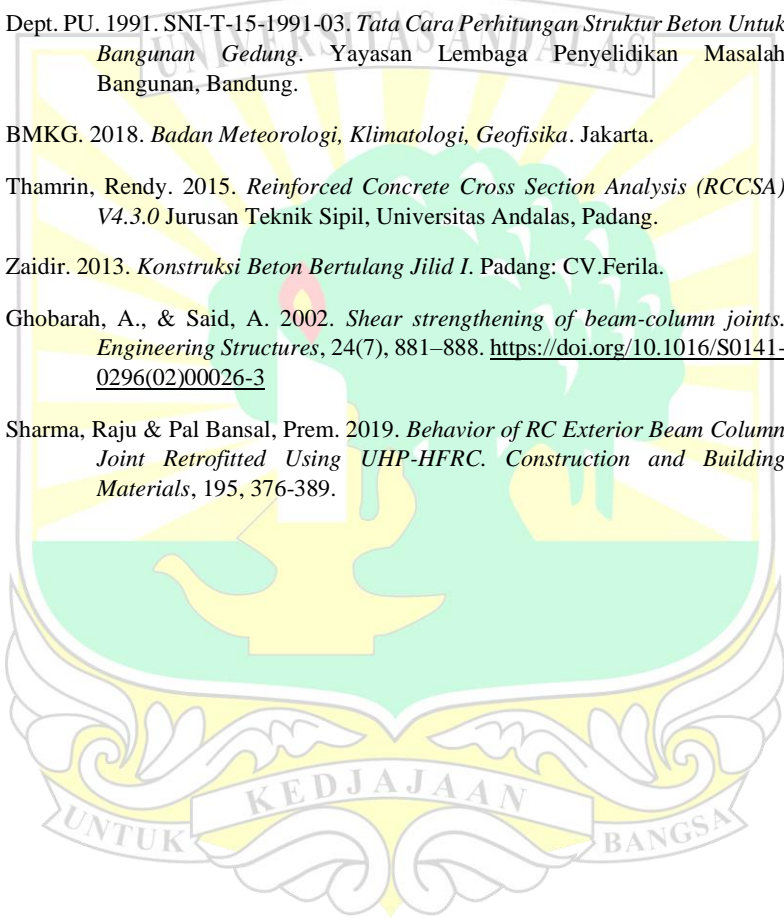 Dept. PU. 1991. SNI-T-15-1991-03. Tata Cara Perhitungan Struktur Beton Untuk
Bangunan Gedung. Yayasan Lembaga Penyelidikan Masalah
Bangunan, Bandung.
UNIVERSITAS ANDALAS
BMKG. 2018. Badan Meteorologi, Klimatologi, Geofisika. Jakarta.
Thamrin, Rendy. 2015. Reinforced Concrete Cross Section Analysis (RCCSA)
V4.3.0 Jurusan Teknik Sipil, Universitas Andalas, Padang.
Zaidir. 2013. Konstruksi Beton Bertulang Jilid I. Padang: CV.Ferila.
Ghobarah, A., & Said, A. 2002. Shear strengthening of beam-column joints.
Engineering Structures, 24(7), 881–888. https://doi.org/10.1016/S0141-
0296(02)00026-3
Sharma, Raju & Pal Bansal, Prem. 2019. Behavior of RC Exterior Beam Column
Joint Retrofitted Using UHP-HFRC. Construction and Building
Materials, 195, 376-389.
UNTUK KEDJAJAAN BANGSA